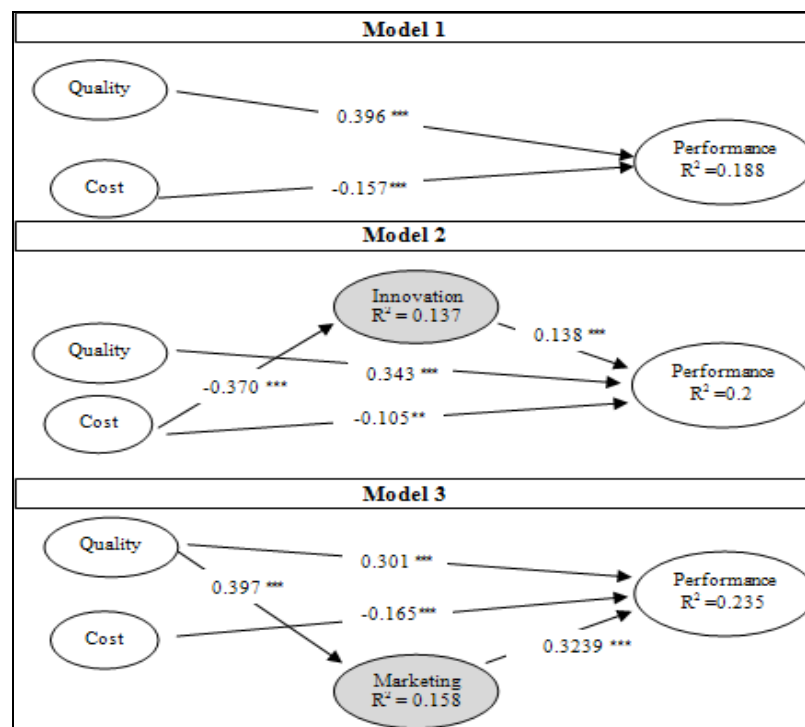 Model 1
Quality
0.396 ***
Performance
R² =0.188
Cost
-0.157***
Model 2
Innovation
R² = 0.137
0.138 ***
Quality
0.343 ***
-0.370 ***
Performance
R² =0.2
Cost
-0.105**
Model 3
Quality
0.301 ***
0.397 ***
Performance
R² =0.235
Cost
-0.165***
0.3239 ***
Marketing
R² = 0.158